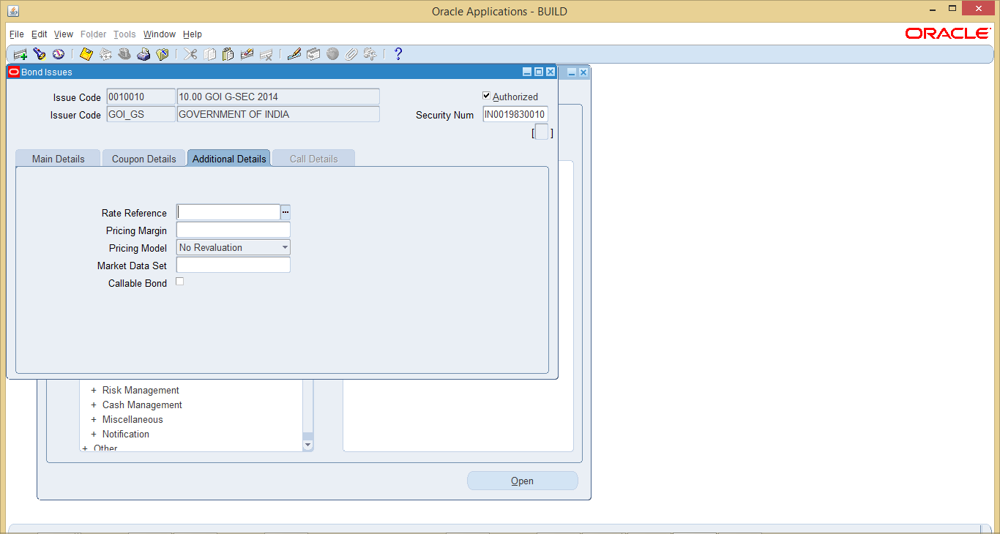 Oracle Applications - BUILD
File Edit View Folder Tools Window Help
ORACLE
?
Bond Issues
Issue Code 0010010 10.00 GOI G-SEC 2014 Authorized
Issuer Code GOI_GS GOVERNMENT OF INDIA Security Num IN0019830010
[ ]
Main Details Coupon Details Additional Details Call Details
Rate Reference ...
Pricing Margin
Pricing Model No Revaluation
Market Data Set
Callable Bond
+ Risk Management
+ Cash Management
+ Miscellaneous
+ Notification
+ Other
Open